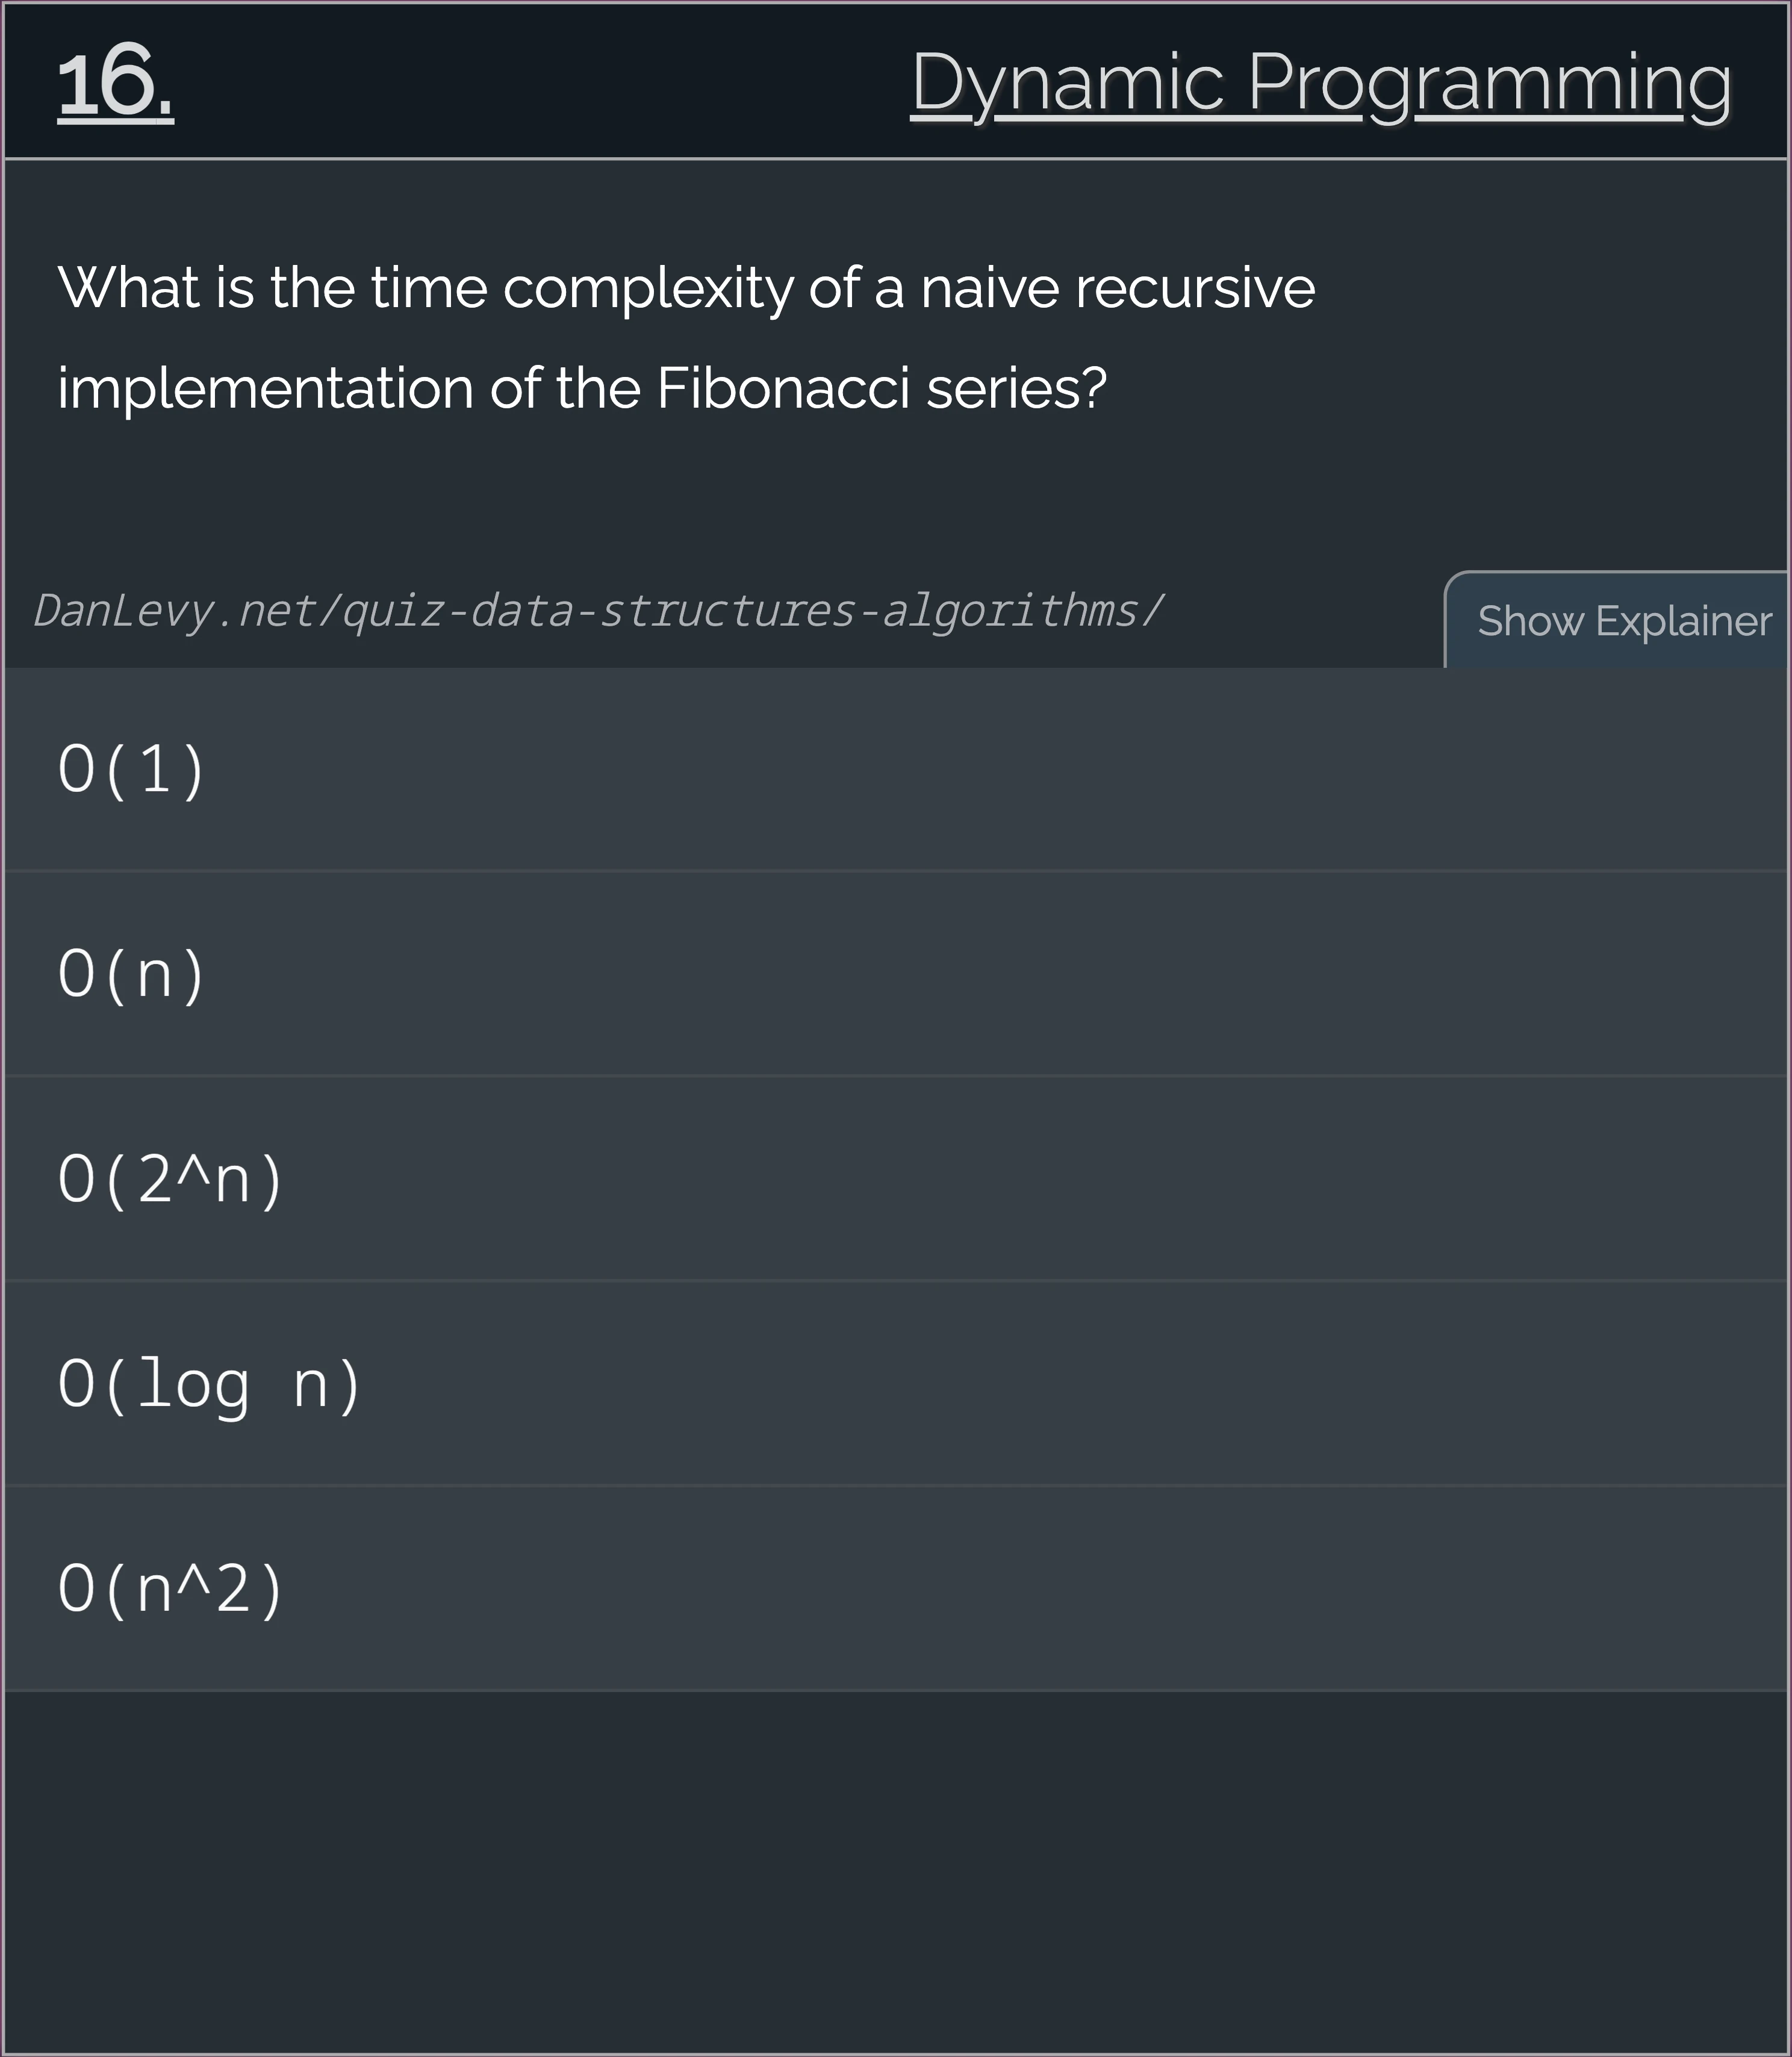 16.
Dynamic Programming
What is the time complexity of a naive recursive
implementation of the Fibonacci series?
DanLevy.net/quiz-data-structures-algorithms/
Show Explainer
O(1)
O(n)
O(2^n)
O(log n)
O(n^2)